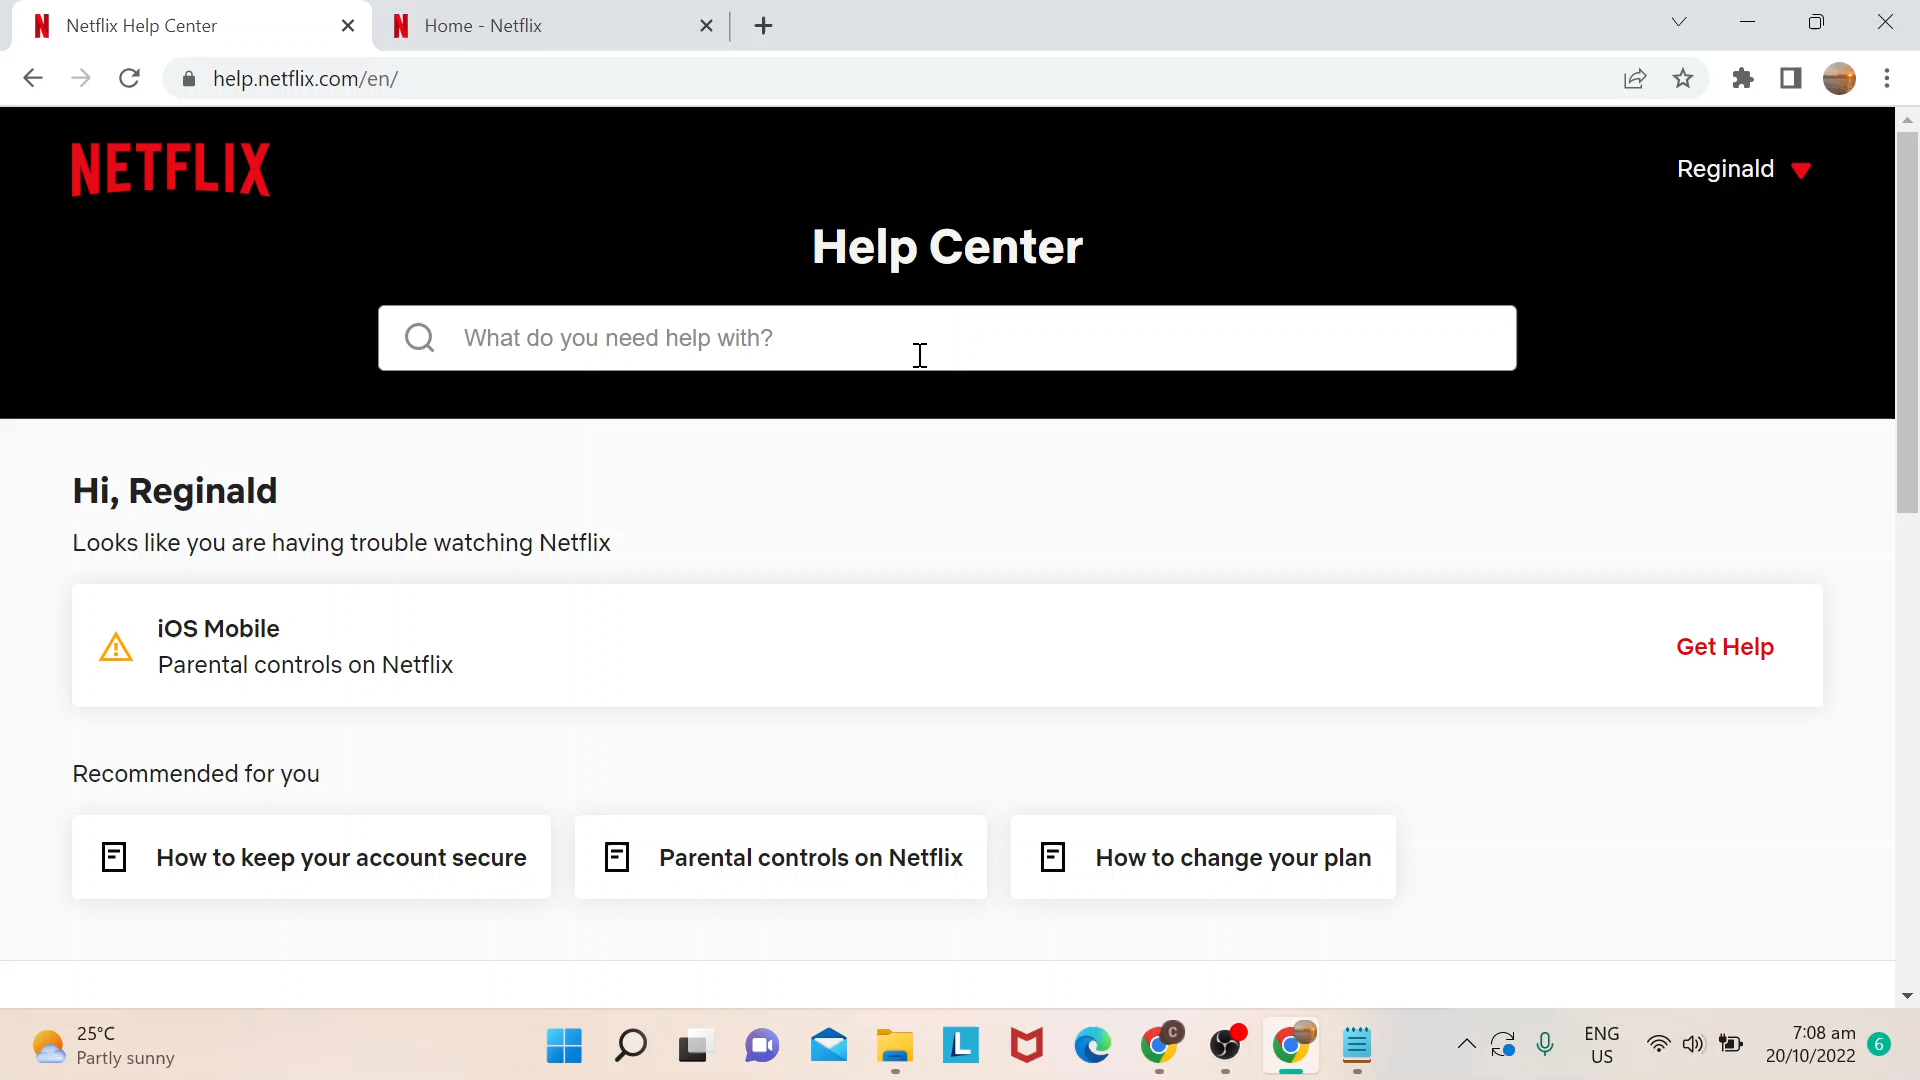 Netflix Help Center
Home - Netflix
help.netflix.com/en/
NETFLIX
Reginald
Help Center
What do you need help with?
Hi, Reginald
Looks like you are having trouble watching Netflix
iOS Mobile
Parental controls on Netflix
Get Help
Recommended for you
How to keep your account secure
Parental controls on Netflix
How to change your plan
25°C
Partly sunny
L
C
ENG
US
7:08 am
20/10/2022
6